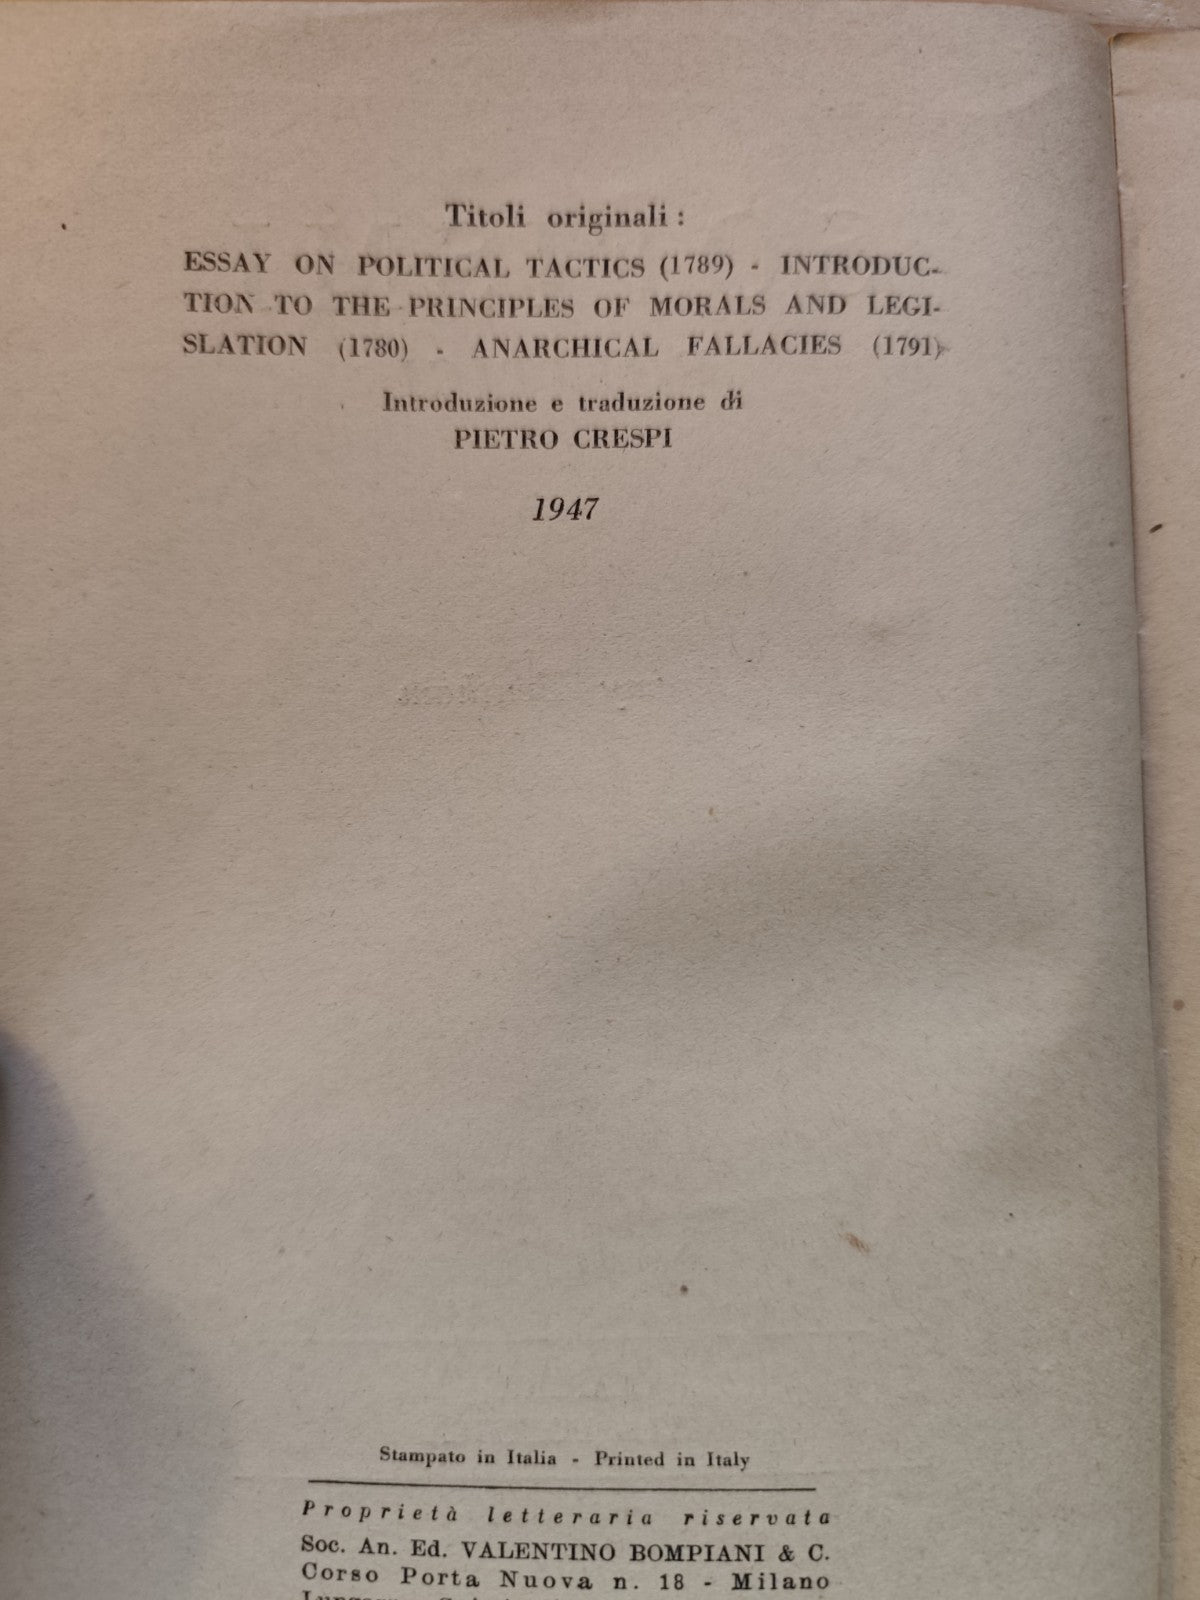 Titoli originali :
ESSAY ON POLITICAL TACTICS (1789) - INTRODUC-
TION TO THE PRINCIPLES OF MORALS AND LEGI-
SLATION (1780) - ANARCHICAL FALLACIES (1791)
Introduzione e traduzione di
PIETRO CRESPI
1947
Stampato in Italia - Printed in Italy
Proprietà letteraria riservata
Soc. An. Ed. VALENTINO BOMPIANI & C.
Corso Porta Nuova n. 18 - Milano